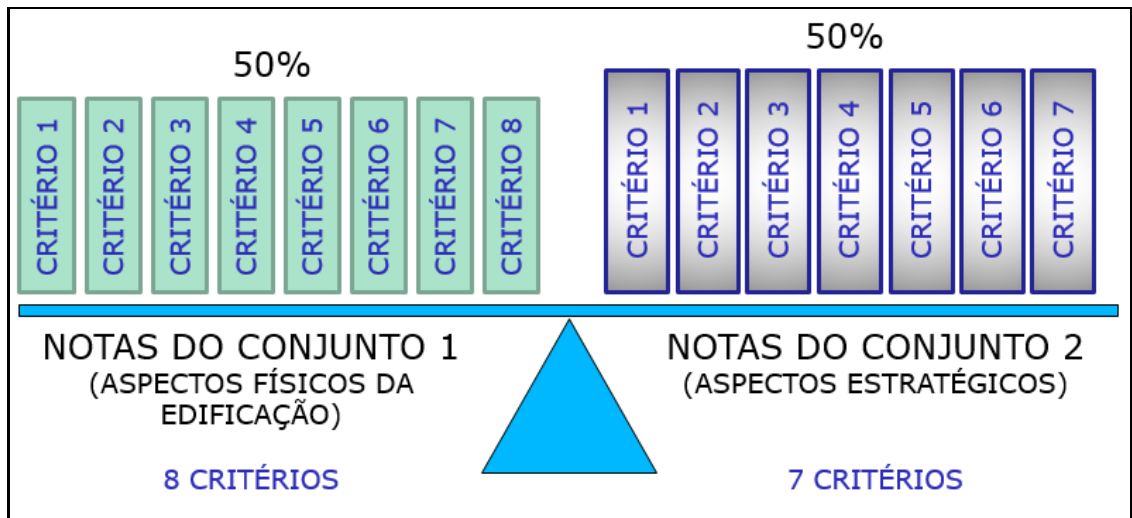 50%
50%
CRITÉRIO 1
CRITÉRIO 2
CRITÉRIO 3
CRITÉRIO 4
CRITÉRIO 5
CRITÉRIO 6
CRITÉRIO 7
CRITÉRIO 8
CRITÉRIO 1
CRITÉRIO 2
CRITÉRIO 3
CRITÉRIO 4
CRITÉRIO 5
CRITÉRIO 6
CRITÉRIO 7
NOTAS DO CONJUNTO 1
(ASPECTOS FÍSICOS DA
EDIFICAÇÃO)
8 CRITÉRIOS
NOTAS DO CONJUNTO 2
(ASPECTOS ESTRATÉGICOS)
7 CRITÉRIOS